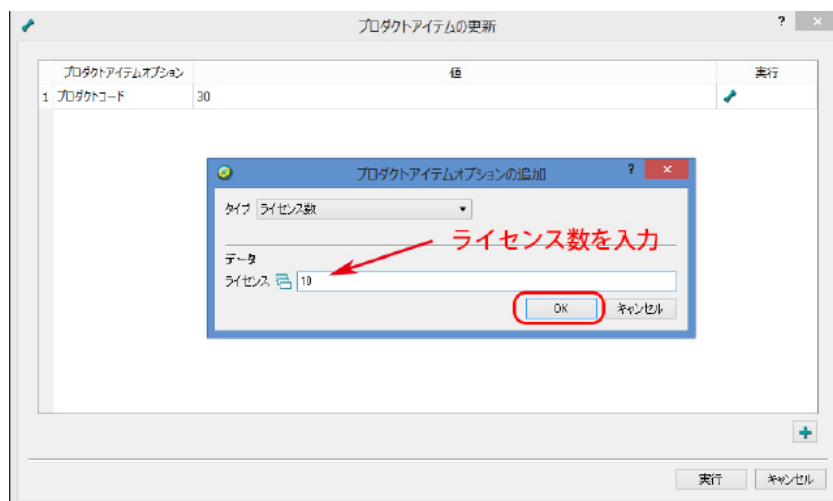 プロダクトアイテムの更新 ? ×
プロダクトアイテムオプション 値 実行
1 プロダクトコード 30
プロダクトアイテムオプションの追加 ? ×
タイプ ライセンス数
ライセンス数を入力
データ
ライセンス 10
OK キャンセル
実行 キャンセル